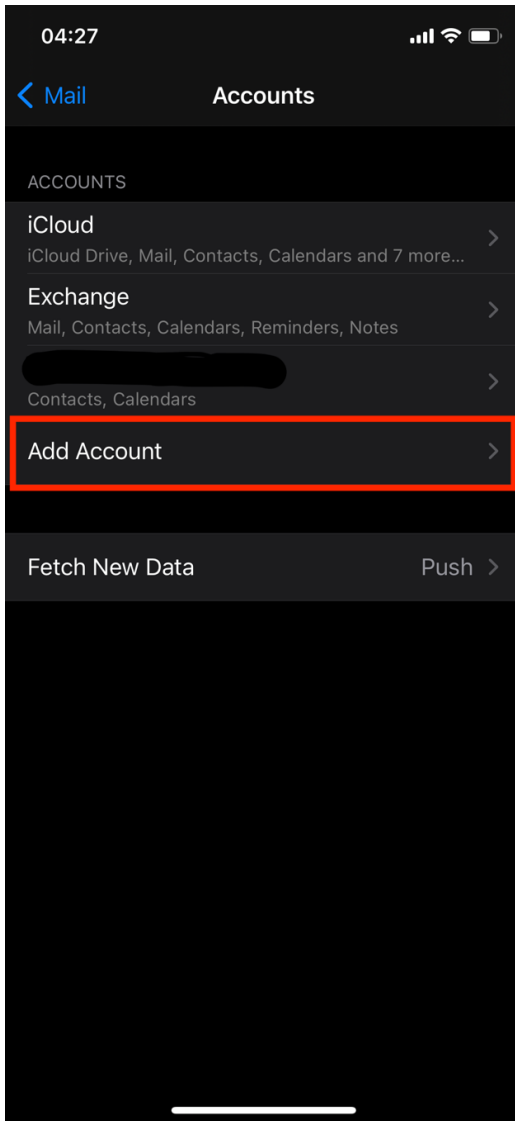 04:27
Mail
Accounts
ACCOUNTS
iCloud
iCloud Drive, Mail, Contacts, Calendars and 7 more...
Exchange
Mail, Contacts, Calendars, Reminders, Notes
Contacts, Calendars
Add Account
Fetch New Data
Push